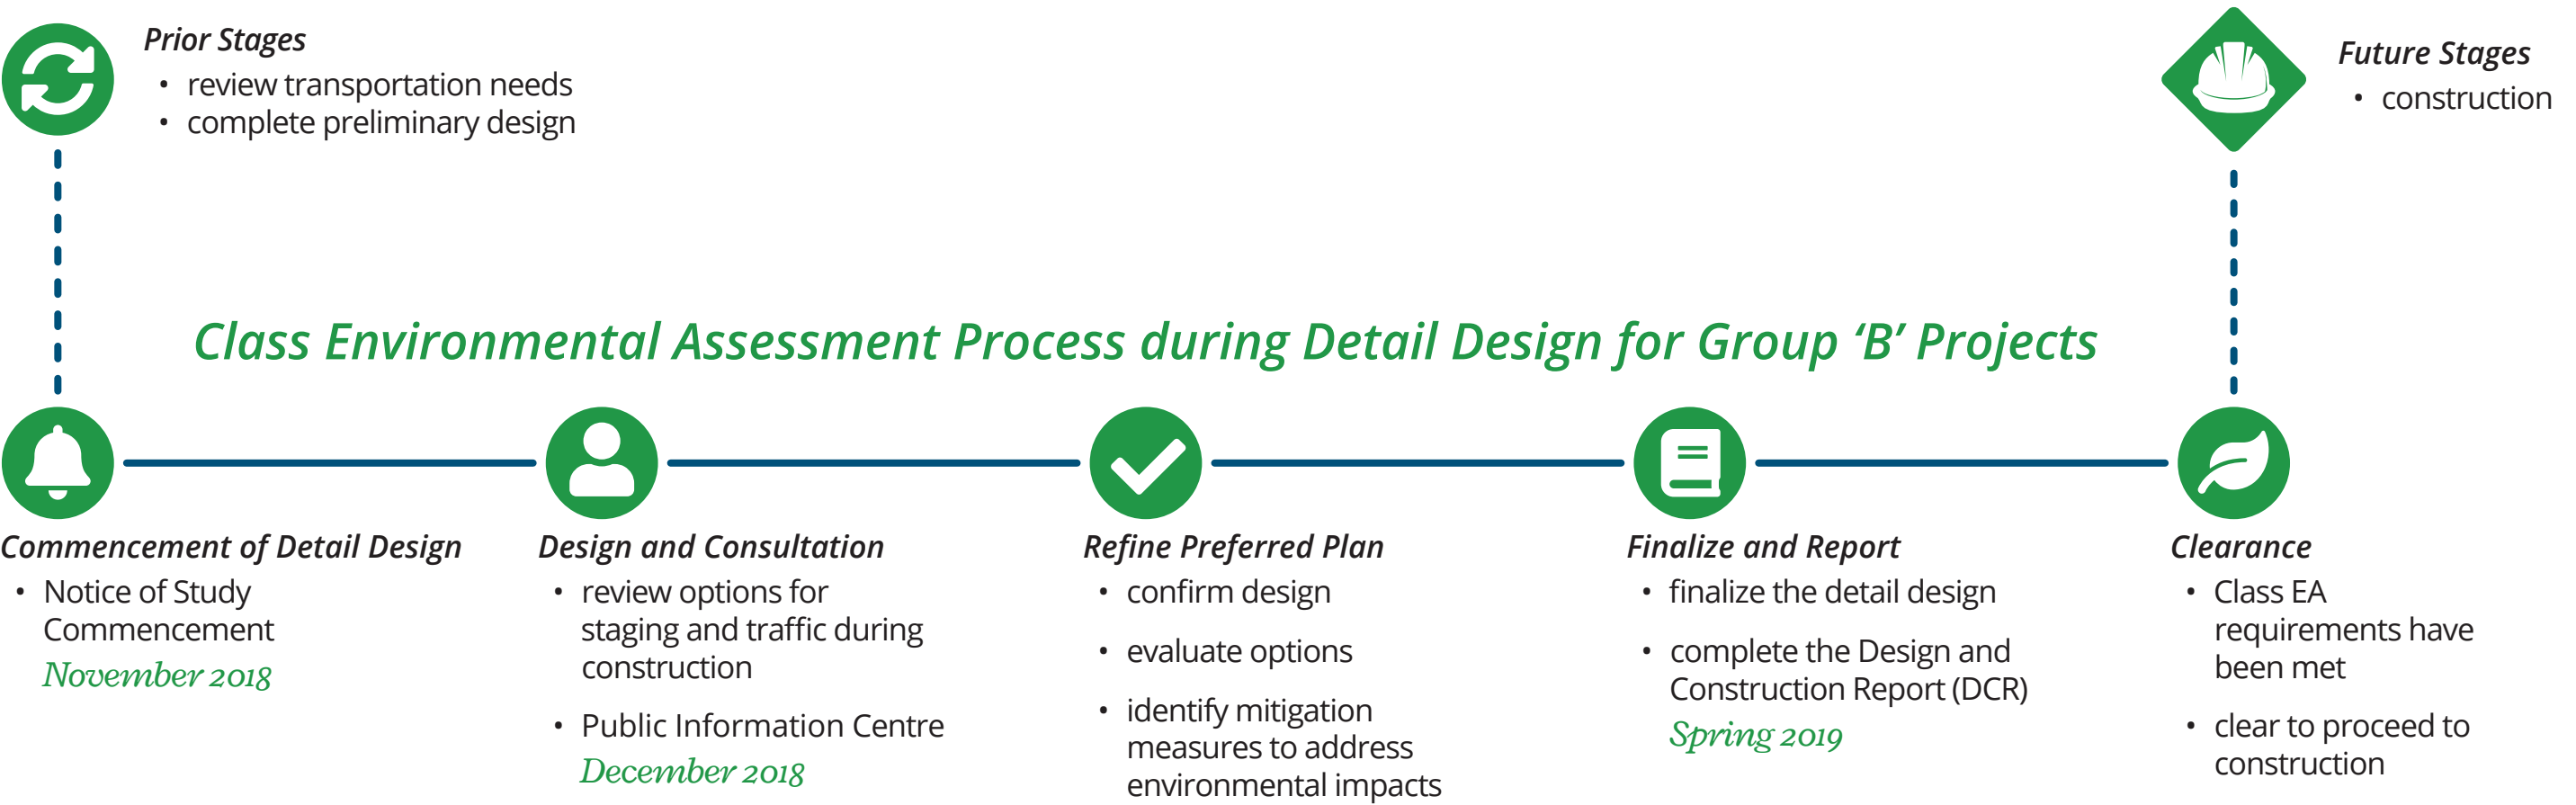 Prior Stages
• review transportation needs
• complete preliminary design
Future Stages
• construction
Class Environmental Assessment Process during Detail Design for Group ‘B’ Projects
Commencement of Detail Design
• Notice of Study
Commencement
November 2018
Design and Consultation
• review options for
staging and traffic during
construction
• Public Information Centre
December 2018
Refine Preferred Plan
• confirm design
• evaluate options
• identify mitigation
measures to address
environmental impacts
Finalize and Report
• finalize the detail design
• complete the Design and
Construction Report (DCR)
Spring 2019
Clearance
• Class EA
requirements have
been met
• clear to proceed to
construction